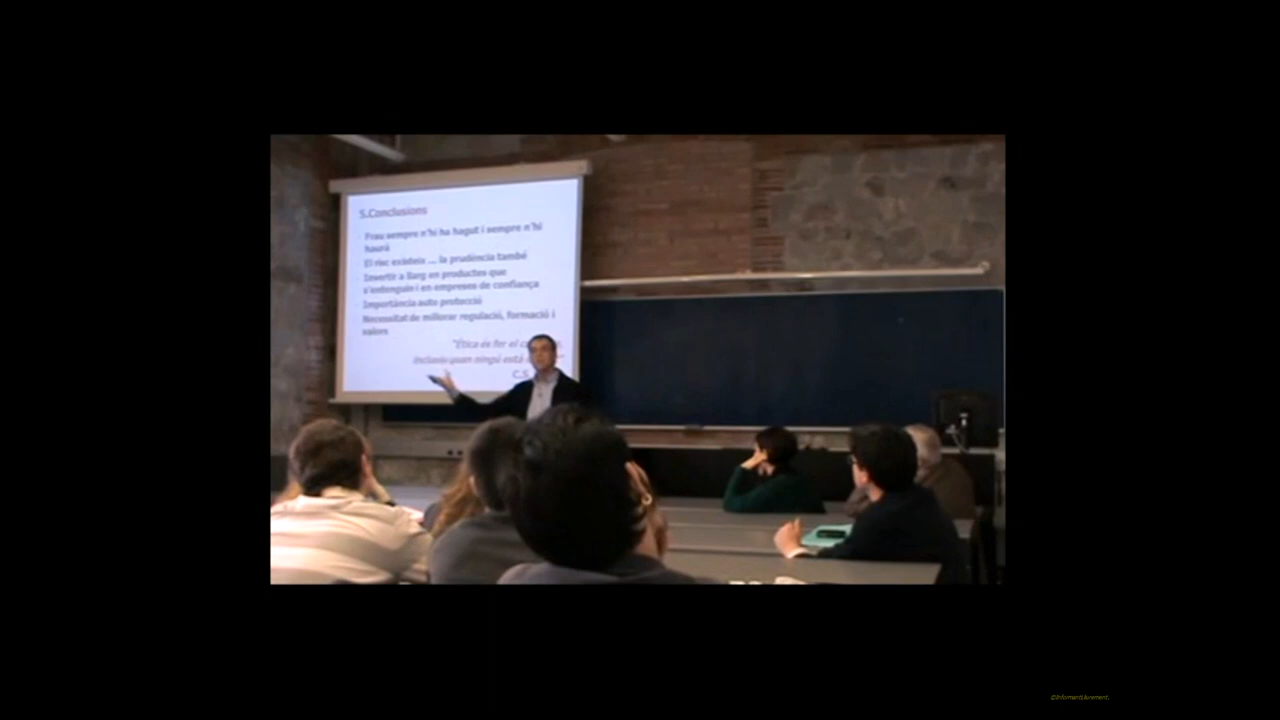 5.Conclusions
Frau sempre n'hi ha hagut i sempre n'hi
haurà
El risc existeix ... la prudència també
Invertir a llarg en productes que
s'entenguin i en empreses de confiança
Importància auto protecció
Necessitat de millorar regulació, formació i
valors
"Ètica és fer el
inclusiu quan ningú està
C.S.